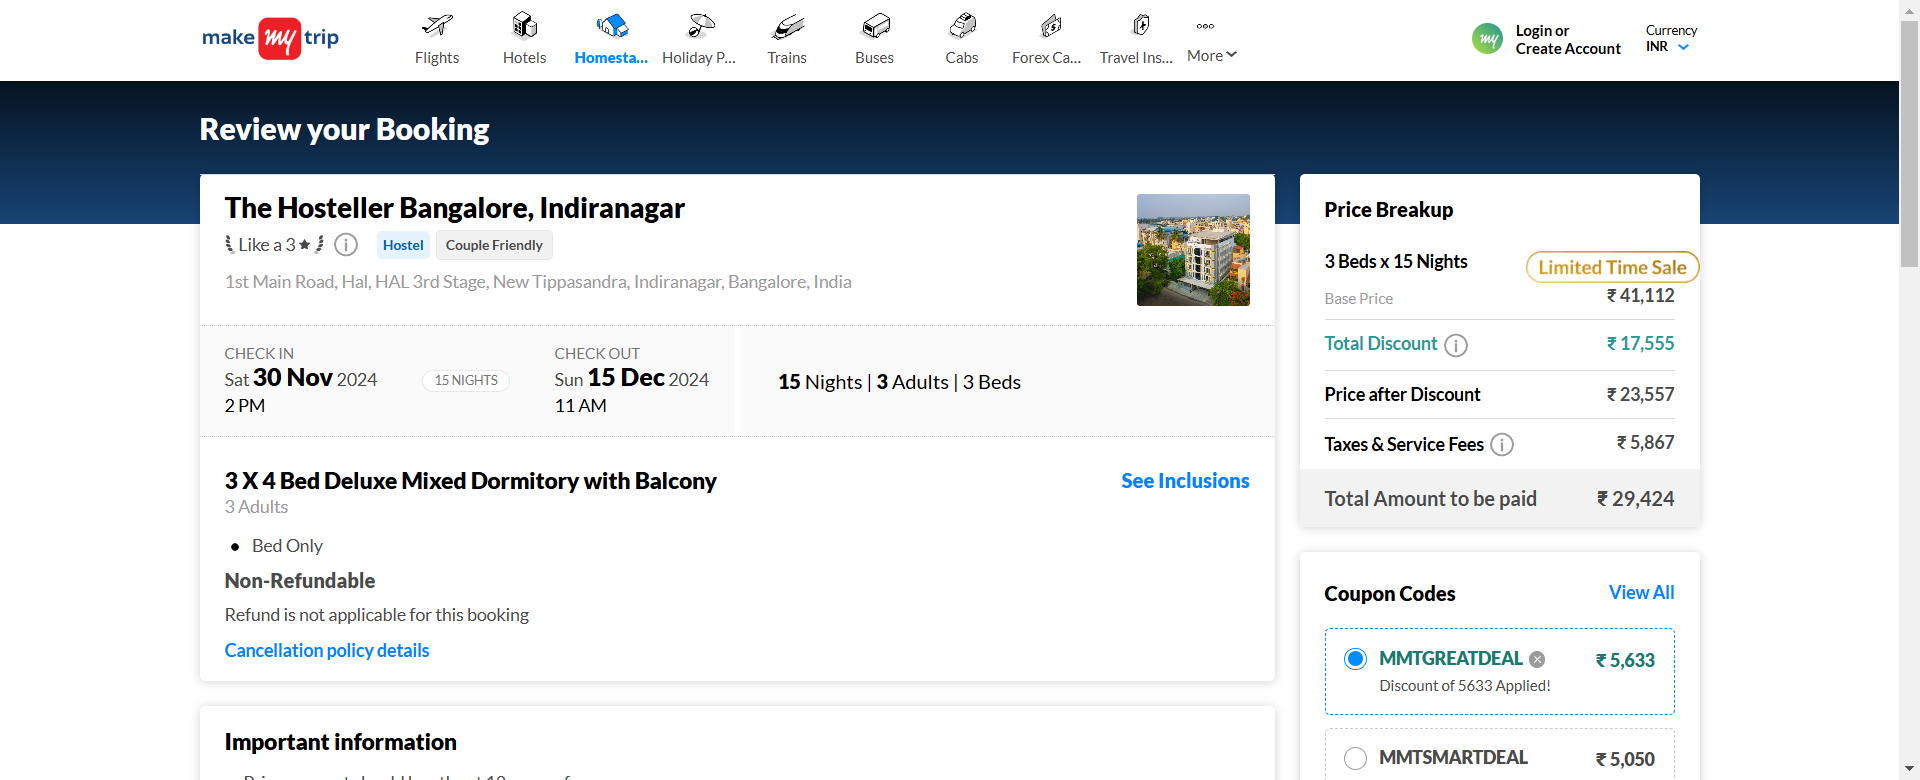 make my trip
Flights
Hotels
Homesta...
Holiday P...
Trains
Buses
Cabs
Forex Ca...
Travel Ins...
More
my
Login or
Create Account
Currency
INR
Review your Booking
The Hosteller Bangalore, Indiranagar
Like a 3★
Hostel
Couple Friendly
1st Main Road, Hal, HAL 3rd Stage, New Tippasandra, Indiranagar, Bangalore, India
CHECK IN
Sat 30 Nov 2024
2 PM
15 NIGHTS
CHECK OUT
Sun 15 Dec 2024
11 AM
15 Nights | 3 Adults | 3 Beds
3 X 4 Bed Deluxe Mixed Dormitory with Balcony
See Inclusions
3 Adults
• Bed Only
Non-Refundable
Refund is not applicable for this booking
Cancellation policy details
Important information
Price Breakup
3 Beds x 15 Nights
Limited Time Sale
Base Price
₹ 41,112
Total Discount
₹ 17,555
Price after Discount
₹ 23,557
Taxes & Service Fees
₹ 5,867
Total Amount to be paid
₹ 29,424
Coupon Codes
View All
MMTGREATDEAL
₹ 5,633
Discount of 5633 Applied!
MMTSMARTDEAL
₹ 5,050